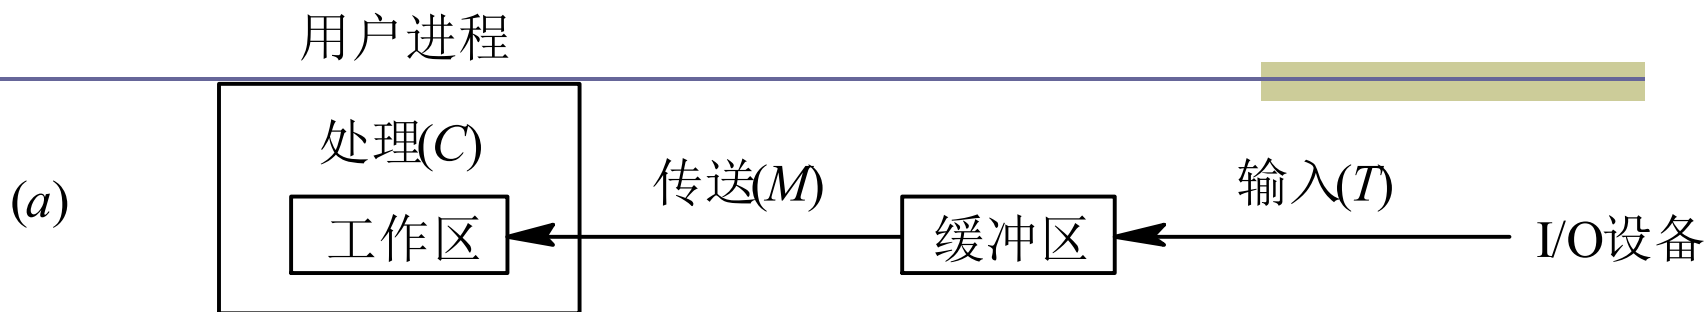 用户进程
处理(C)
(a)
传送(M)
输入(T)
工作区
缓冲区
I/O设备